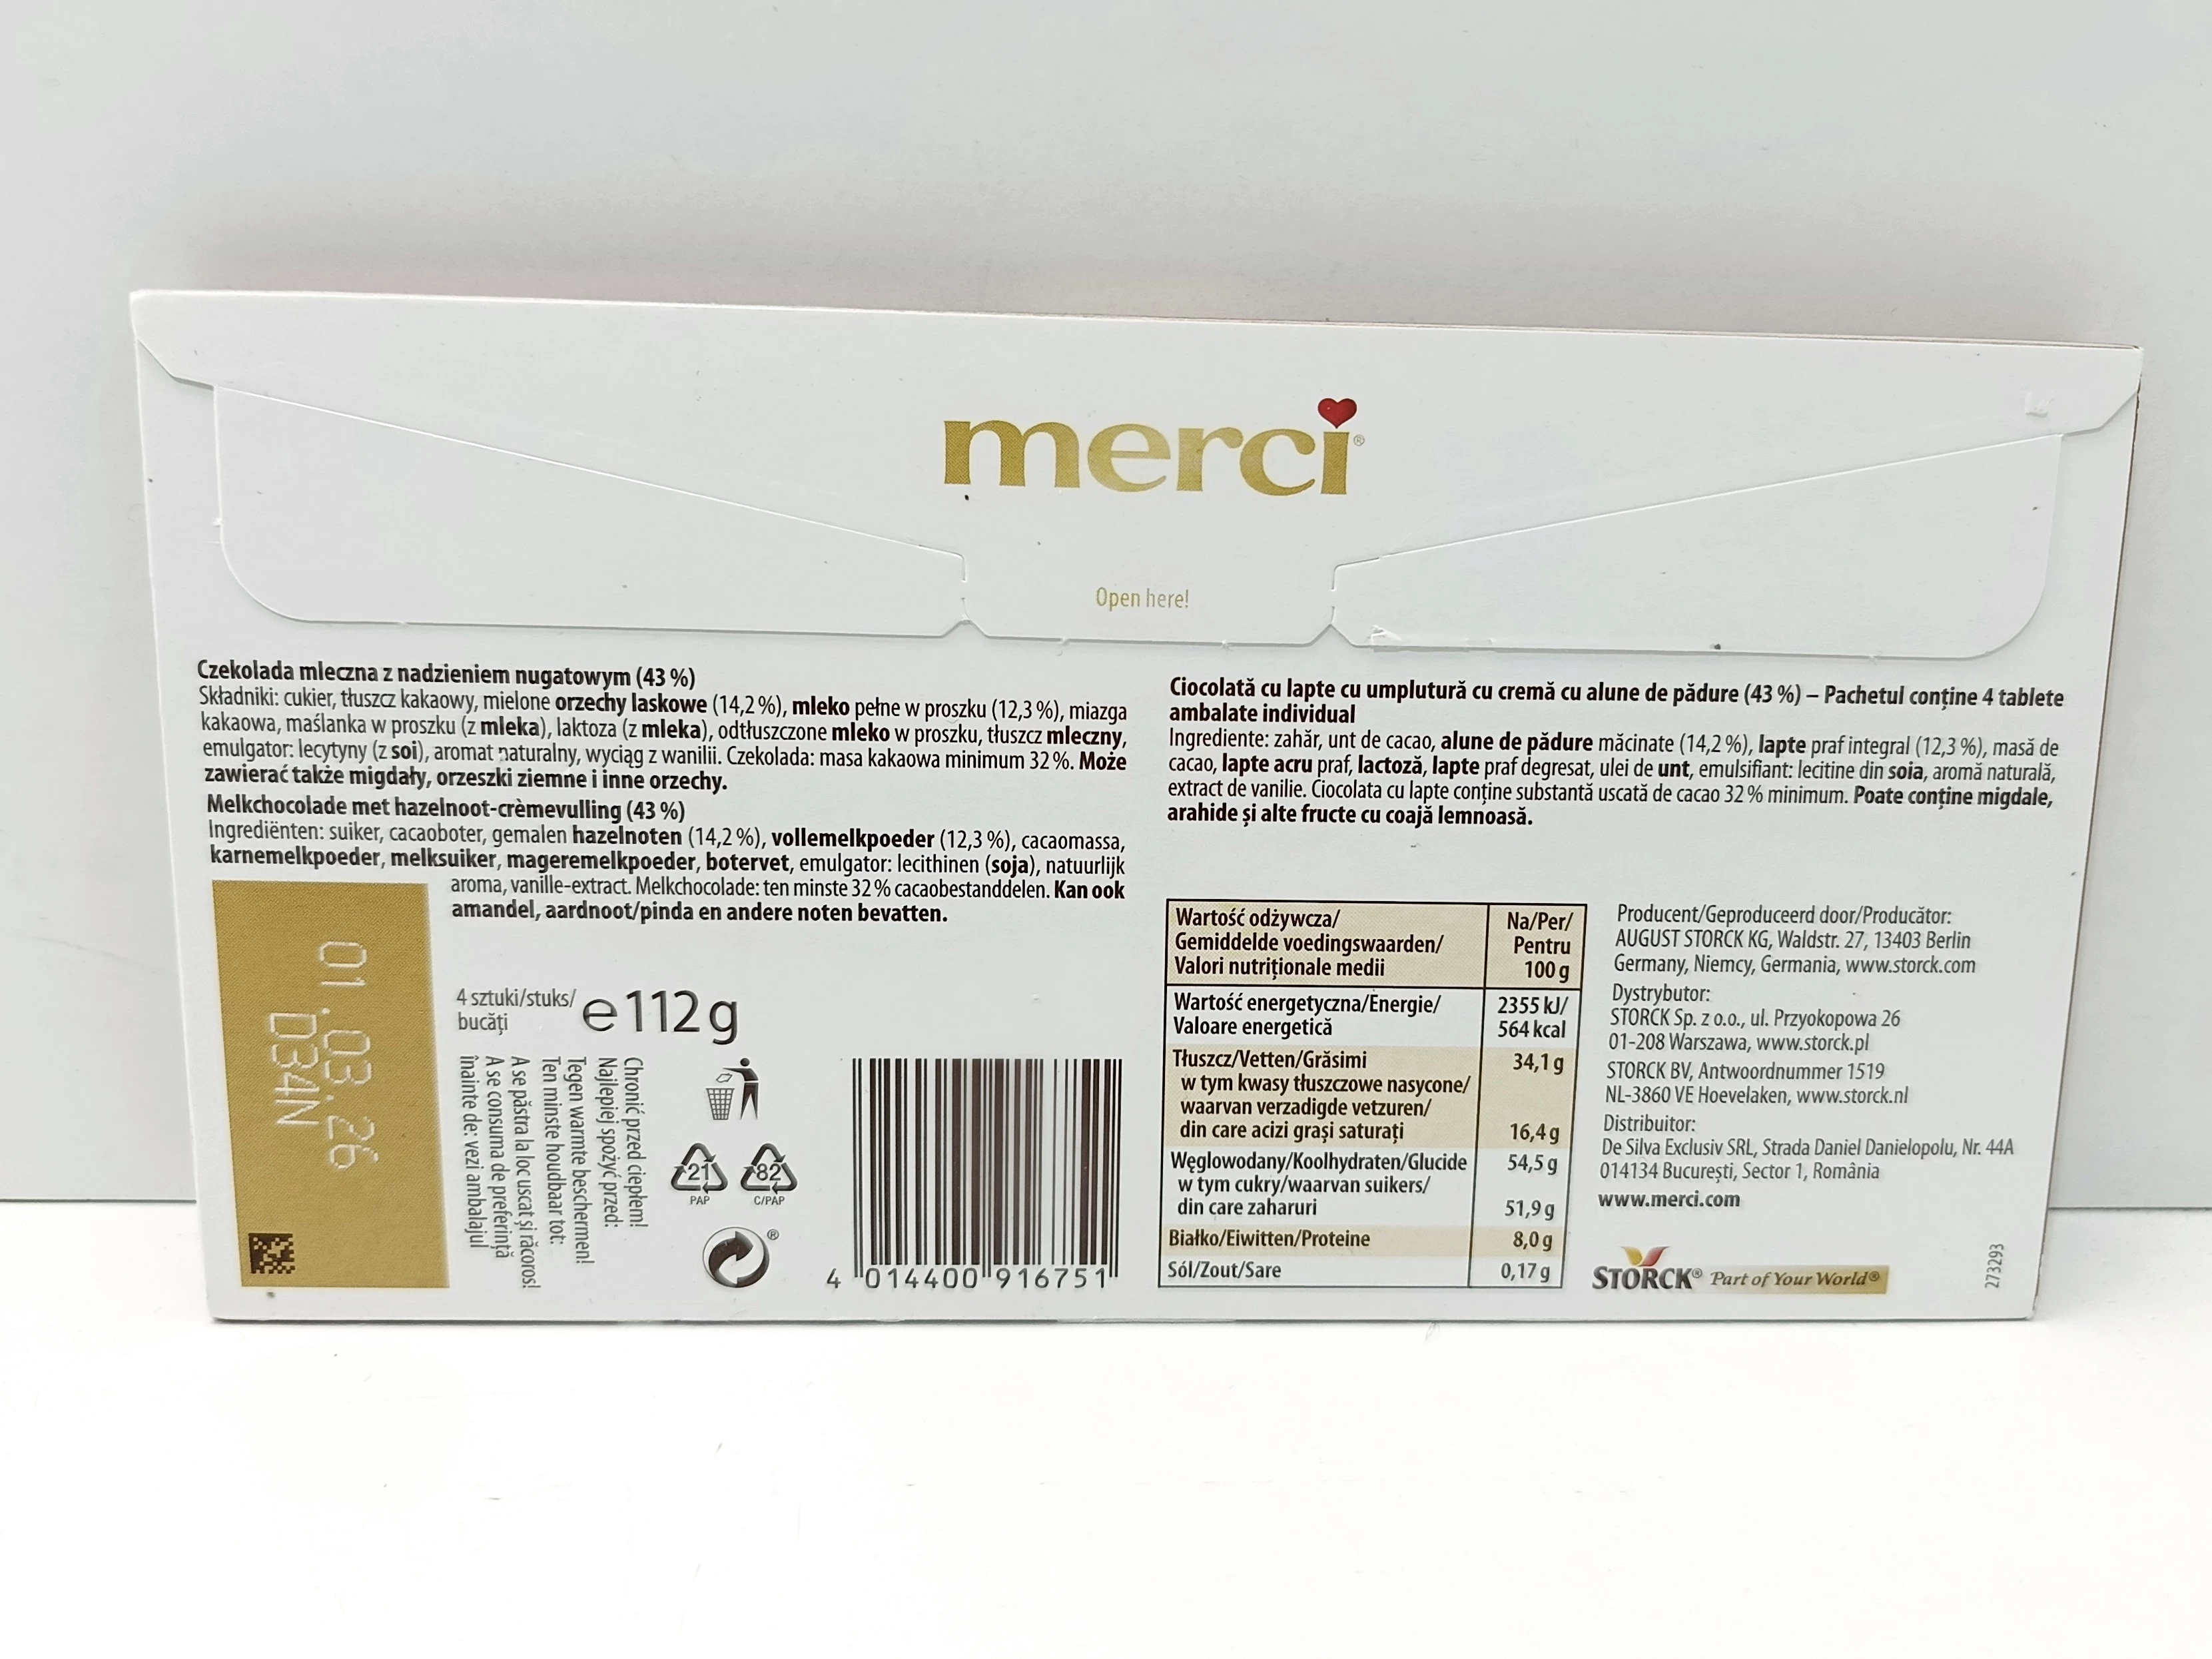 merci®
Open here!
Czekolada mleczna z nadzieniem nugatowym (43 %)
Składniki: cukier, tłuszcz kakaowy, mielone orzechy laskowe (14,2 %), mleko pełne w proszku (12,3 %), miazga
kakaowa, maślanka w proszku (z mleka), laktoza (z mleka), odtłuszczone mleko w proszku, tłuszcz mleczny,
emulgator: lecytyny (z soi), aromat naturalny, wyciąg z wanilii. Czekolada: masa kakaowa minimum 32 %. Może
zawierać także migdały, orzeszki ziemne i inne orzechy.
Melkchocolade met hazelnoot-crèmevulling (43 %)
Ingrediënten: suiker, cacaoboter, gemalen hazelnoten (14,2 %), vollemelkpoeder (12,3 %), cacaomassa,
karnemelkpoeder, melksuiker, mageremelkpoeder, botervet, emulgator: lecithinen (soja), natuurlijk
aroma, vanille-extract. Melkchocolade: ten minste 32 % cacaobestanddelen. Kan ook
amandel, aardnoot/pinda en andere noten bevatten.
01.03.26
D34N
4 sztuki/stuks/
bucăți
e 112 g
Chronić przed ciepłem!
Najlepiej spożyć przed:
Tegen warmte beschermen!
Ten minste houdbaar tot:
A se păstra la loc uscat și răcoros!
A se consuma de preferință
înainte de: vezi ambalajul
21
PAP
82
C/PAP
®
4 014400 916751
Ciocolată cu lapte cu umplutură cu cremă cu alune de pădure (43 %) – Pachetul conține 4 tablete
ambalate individual
Ingrediente: zahăr, unt de cacao, alune de pădure măcinate (14,2 %), lapte praf integral (12,3 %), masă de
cacao, lapte acru praf, lactoză, lapte praf degresat, ulei de unt, emulsifiant: lecitine din soia, aromă naturală,
extract de vanilie. Ciocolata cu lapte conține substantă uscată de cacao 32 % minimum. Poate conține migdale,
arahide și alte fructe cu coajă lemnoasă.
Wartość odżywcza/
Gemiddelde voedingswaarden/
Valori nutriționale medii
Na/Per/
Pentru
100 g
Wartość energetyczna/Energie/
Valoare energetică
2355 kJ/
564 kcal
Tłuszcz/Vetten/Grăsimi 34,1 g
w tym kwasy tłuszczowe nasycone/
waarvan verzadigde vetzuren/
din care acizi grași saturați 16,4 g
Węglowodany/Koolhydraten/Glucide 54,5 g
w tym cukry/waarvan suikers/
din care zaharuri 51,9 g
Białko/Eiwitten/Proteine 8,0 g
Sól/Zout/Sare 0,17 g
Producent/Geproduceerd door/Producător:
AUGUST STORCK KG, Waldstr. 27, 13403 Berlin
Germany, Niemcy, Germania, www.storck.com
Dystrybutor:
STORCK Sp. z o.o., ul. Przyokopowa 26
01-208 Warszawa, www.storck.pl
STORCK BV, Antwoordnummer 1519
NL-3860 VE Hoevelaken, www.storck.nl
Distribuitor:
De Silva Exclusiv SRL, Strada Daniel Danielopolu, Nr. 44A
014134 București, Sector 1, România
www.merci.com
STORCK® Part of Your World®
273293